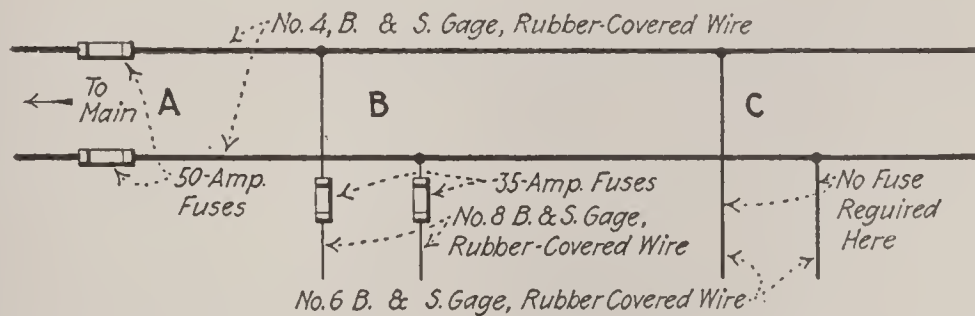 No. 4, B. & S. Gage, Rubber-Covered Wire
To
Main
A
B
C
50-Amp.
Fuses
35-Amp. Fuses
No. 8 B. & S. Gage,
Rubber-Covered Wire
No Fuse
Reguired
Here
No. 6 B. & S. Gage, Rubber Covered Wire